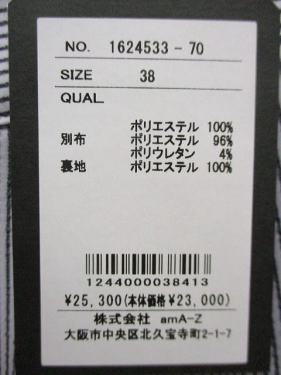 NO. 1624533-70
SIZE 38
QUAL.
ポリエステル 100%
別布 ポリエステル 96%
ポリウレタン 4%
裏地 ポリエステル 100%
1244000038413
¥25,300(本体価格¥23,000)
株式会社 amA-Z
大阪市中央区北久宝寺町2-1-7